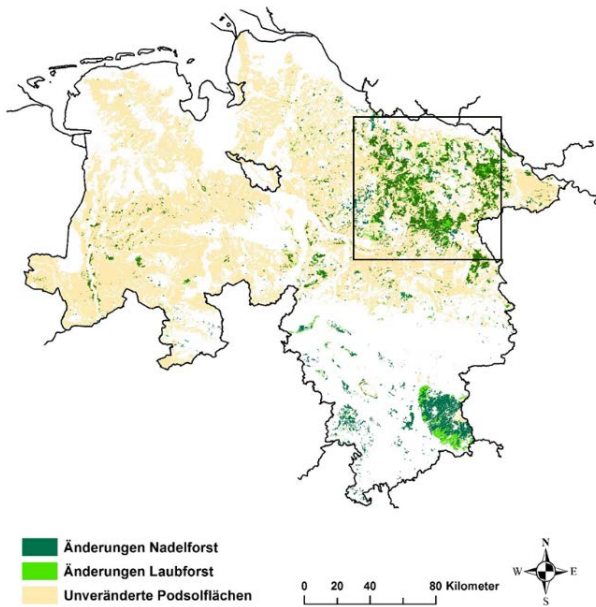 Änderungen Nadelforst
Änderungen Laubforst
Unveränderte Podsolflächen
N
W E
S
0 20 40 80 Kilometer